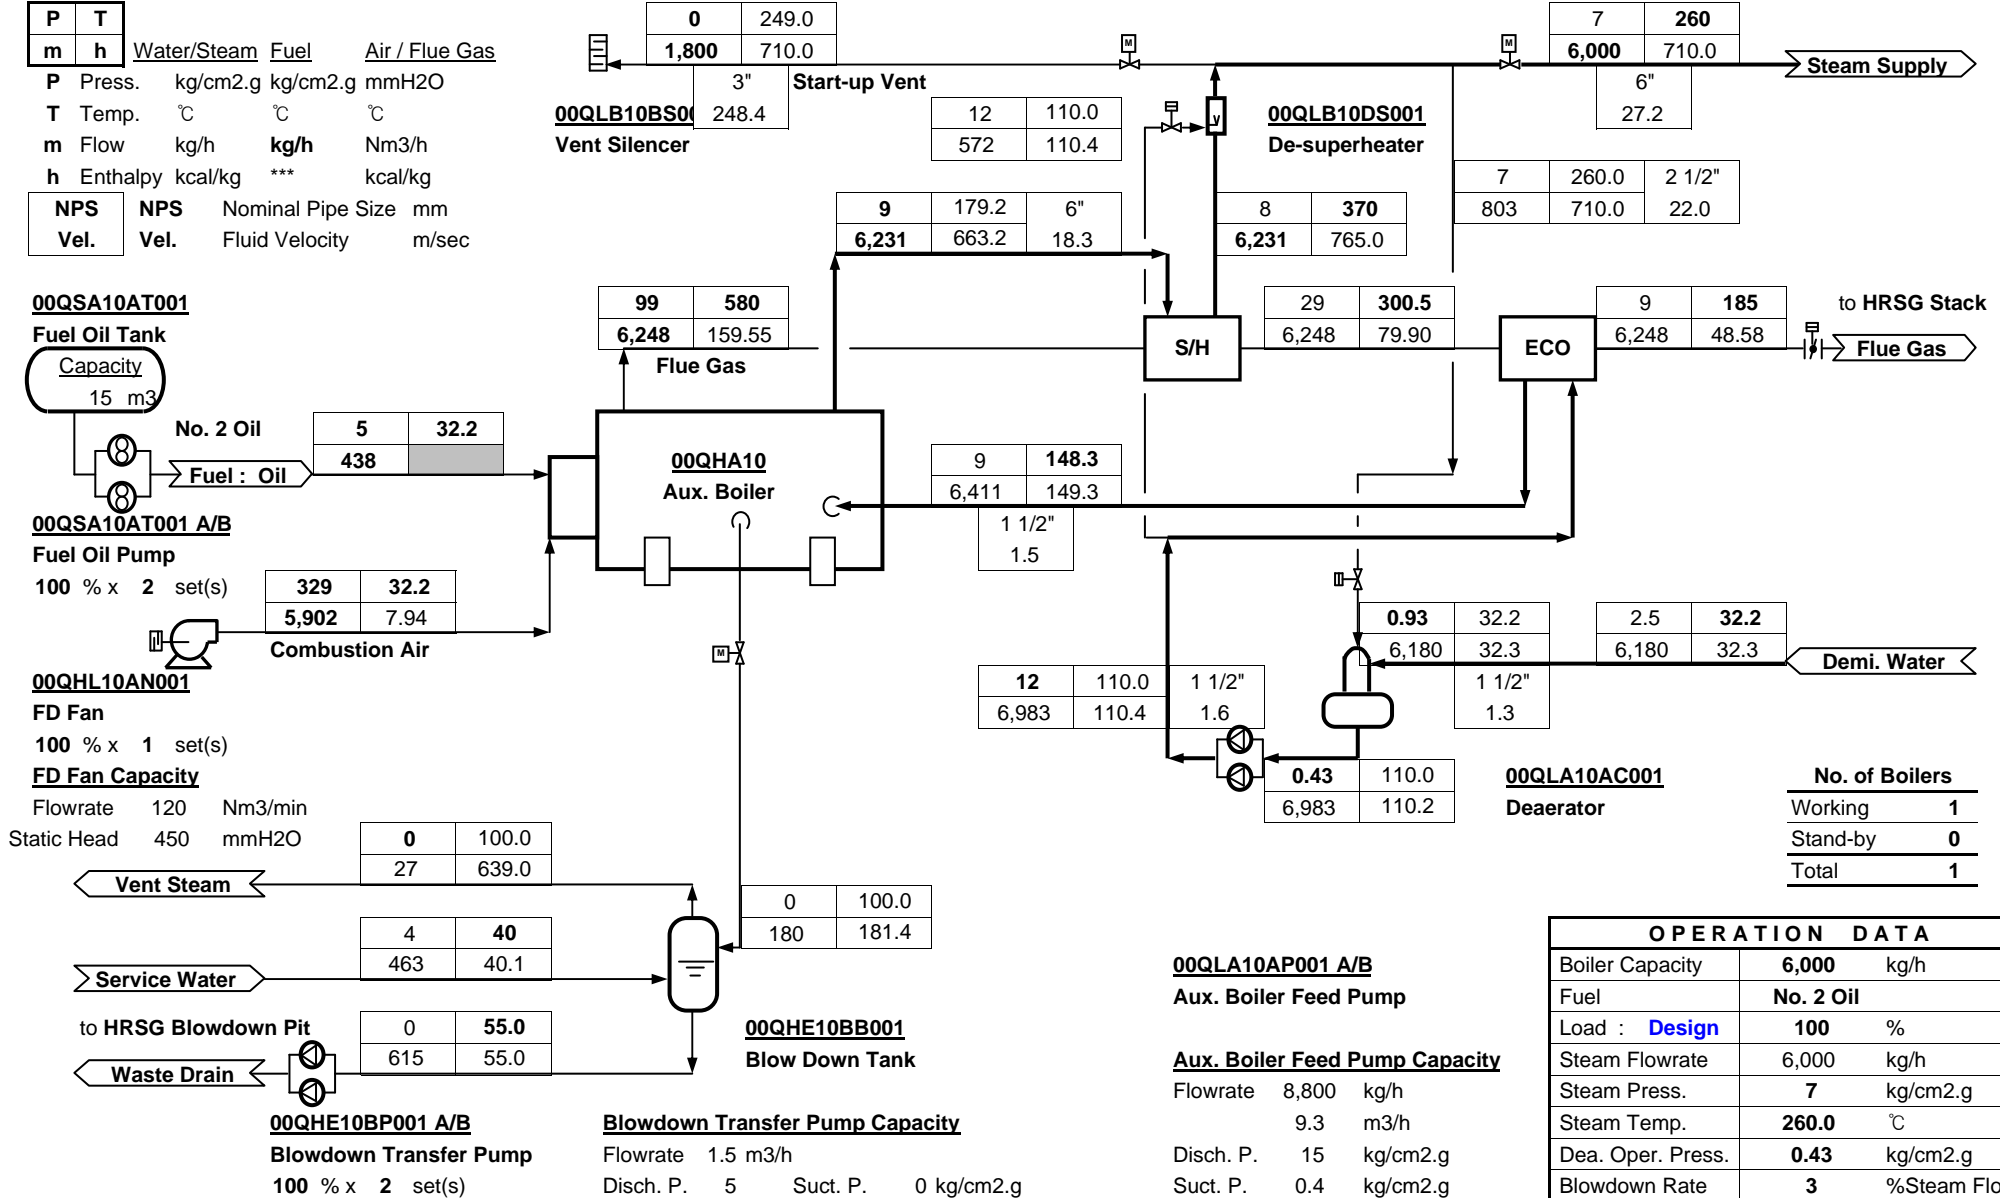 P T
m h Water/Steam Fuel Air / Flue Gas
P Press. kg/cm2.g kg/cm2.g mmH2O
T Temp. ℃ ℃ ℃
m Flow kg/h kg/h Nm3/h
h Enthalpy kcal/kg *** kcal/kg
NPS NPS Nominal Pipe Size mm
Vel. Vel. Fluid Velocity m/sec
0 249.0
1,800 710.0
3" Start-up Vent
248.4
00QLB10BS00
Vent Silencer
M
M
7 260
6,000 710.0
Steam Supply
6"
27.2
12 110.0
572 110.4
V
00QLB10DS001
De-superheater
7 260.0 2 1/2"
803 710.0 22.0
9 179.2 6"
6,231 663.2 18.3
8 370
6,231 765.0
00QSA10AT001
Fuel Oil Tank
Capacity
15 m3
99 580
6,248 159.55
Flue Gas
S/H
29 300.5
6,248 79.90
ECO
9 185
6,248 48.58
to HRSG Stack
Flue Gas
No. 2 Oil
Fuel : Oil
5 32.2
438
00QHA10
Aux. Boiler
9 148.3
6,411 149.3
1 1/2"
1.5
00QSA10AT001 A/B
Fuel Oil Pump
100 % x 2 set(s)
329 32.2
5,902 7.94
Combustion Air
M
0.93 32.2
6,180 32.3
2.5 32.2
6,180 32.3
Demi. Water
1 1/2"
1.3
12 110.0 1 1/2"
6,983 110.4 1.6
00QHL10AN001
FD Fan
100 % x 1 set(s)
FD Fan Capacity
Flowrate 120 Nm3/min
Static Head 450 mmH2O
0.43 110.0
6,983 110.2
00QLA10AC001
Deaerator
No. of Boilers
Working 1
Stand-by 0
Total 1
0 100.0
27 639.0
Vent Steam
0 100.0
180 181.4
4 40
463 40.1
Service Water
to HRSG Blowdown Pit
0 55.0
615 55.0
Waste Drain
00QHE10BB001
Blow Down Tank
00QHE10BP001 A/B
Blowdown Transfer Pump
100 % x 2 set(s)
Blowdown Transfer Pump Capacity
Flowrate 1.5 m3/h
Disch. P. 5 Suct. P. 0 kg/cm2.g
00QLA10AP001 A/B
Aux. Boiler Feed Pump
Aux. Boiler Feed Pump Capacity
Flowrate 8,800 kg/h
9.3 m3/h
Disch. P. 15 kg/cm2.g
Suct. P. 0.4 kg/cm2.g
OPERATION DATA
Boiler Capacity 6,000 kg/h
Fuel No. 2 Oil
Load : Design 100 %
Steam Flowrate 6,000 kg/h
Steam Press. 7 kg/cm2.g
Steam Temp. 260.0 ℃
Dea. Oper. Press. 0.43 kg/cm2.g
Blowdown Rate 3 %Steam Flo